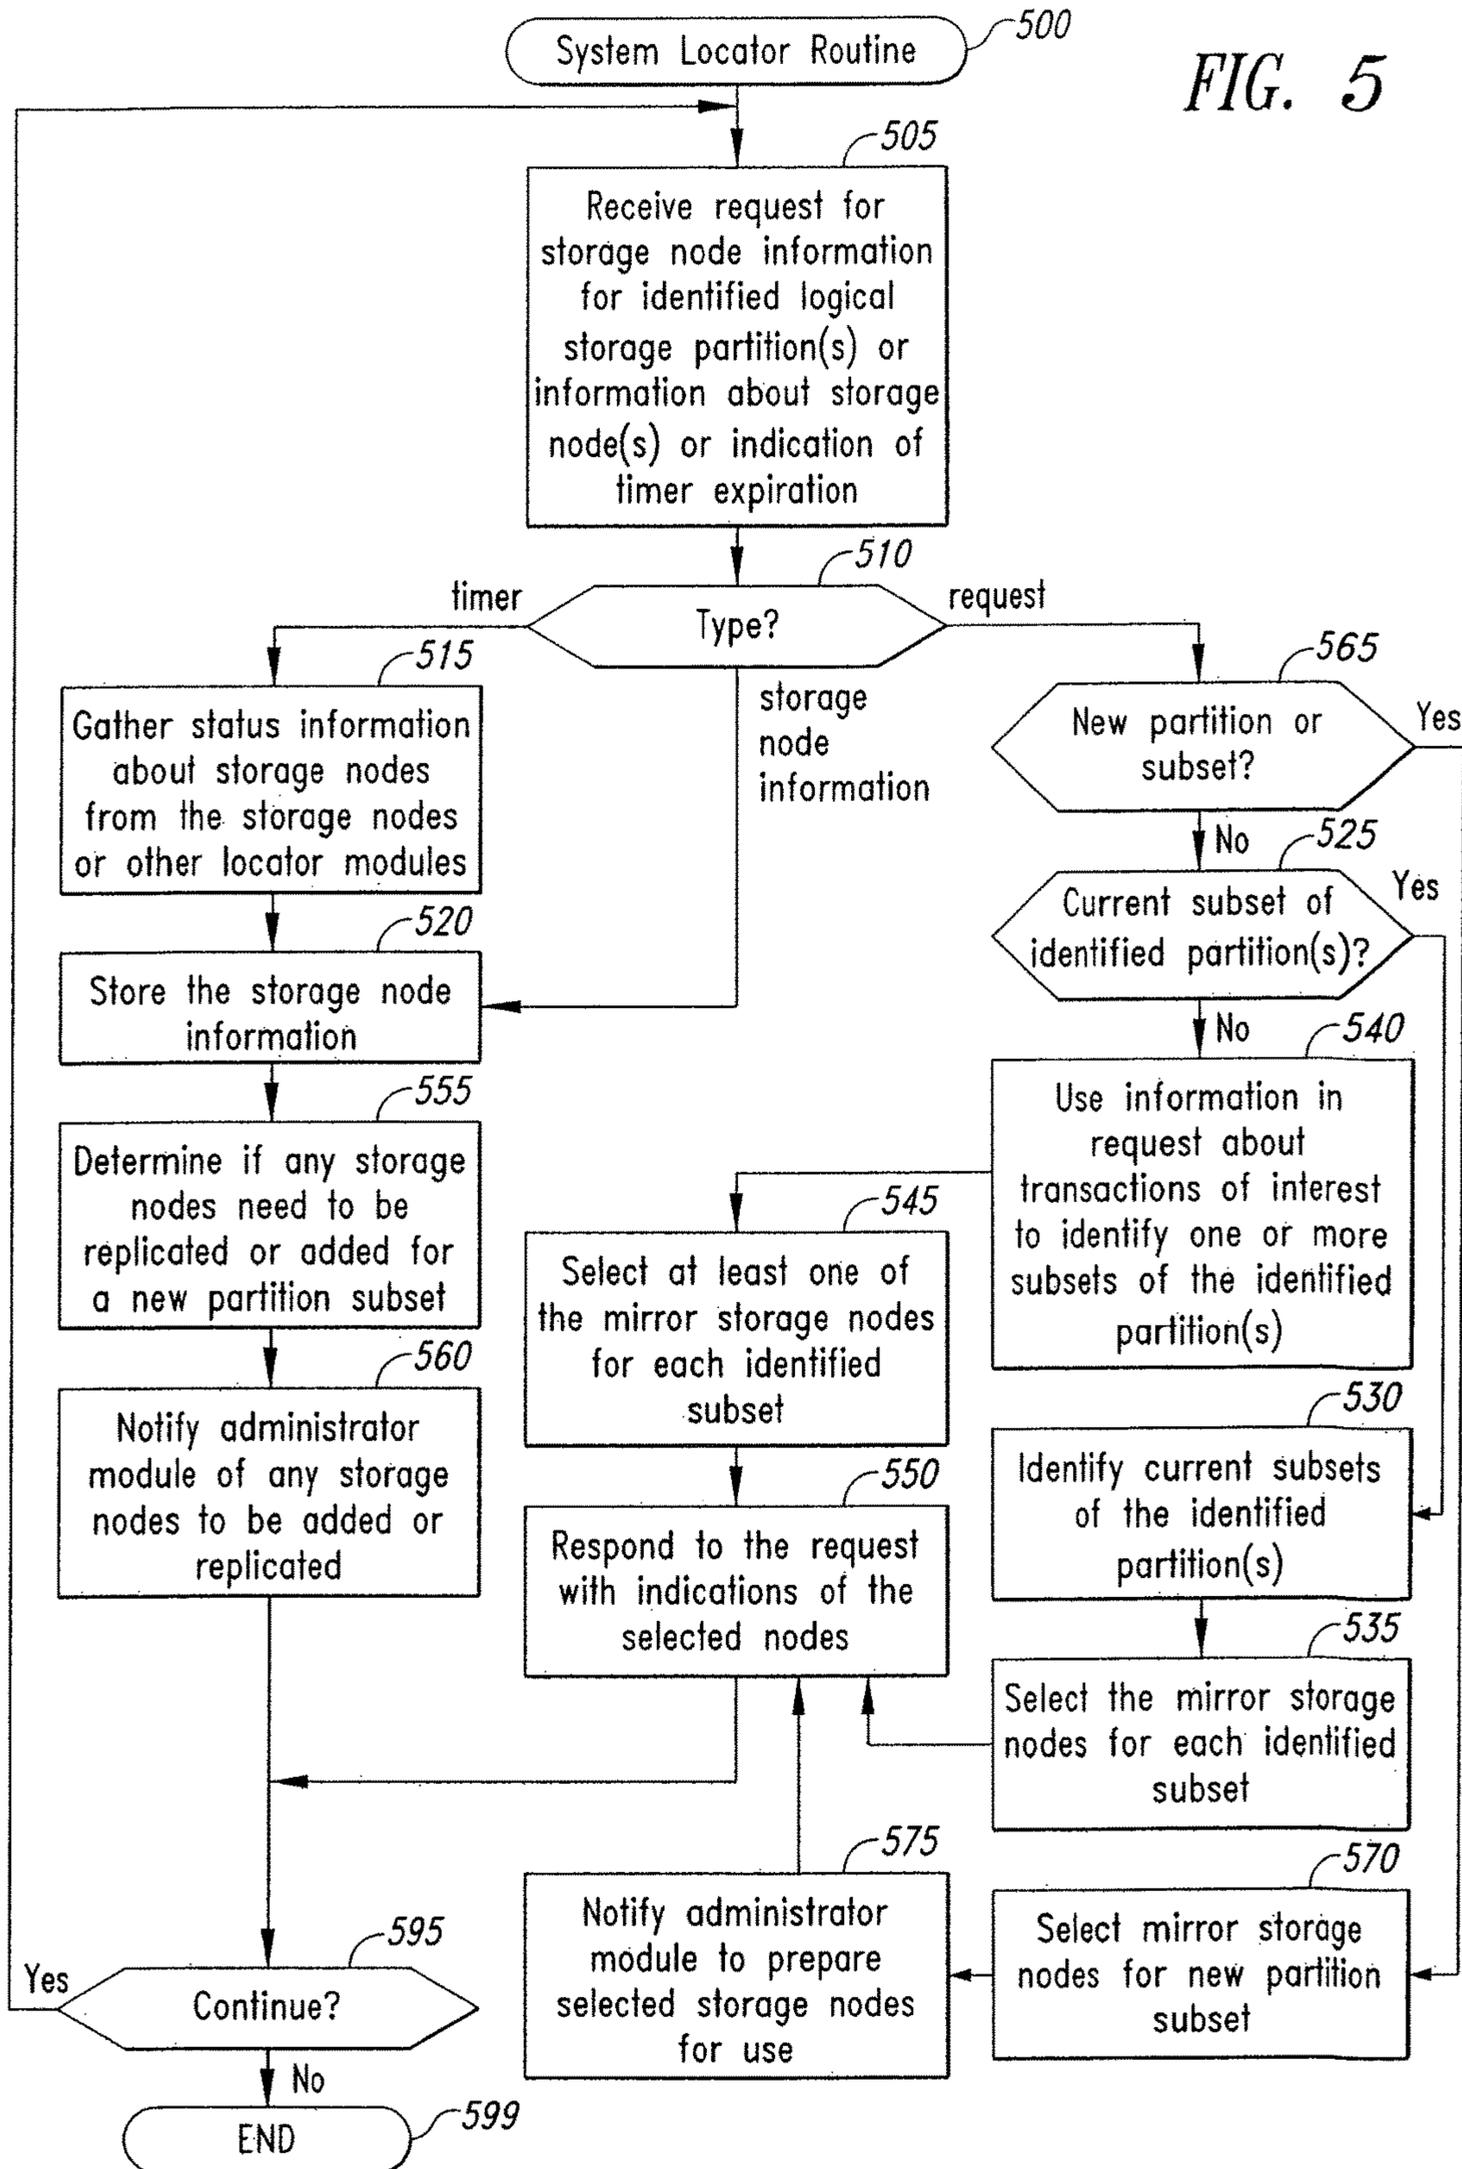 System Locator Routine
500
FIG. 5
505
Receive request for
storage node information
for identified logical
storage partition(s) or
information about storage
node(s) or indication of
timer expiration
510
timer
Type?
request
storage
node
information
515
Gather status information
about storage nodes
from the storage nodes
or other locator modules
565
New partition or
subset?
Yes
No
520
Store the storage node
information
525
Current subset of
identified partition(s)?
Yes
No
540
Use information in
request about
transactions of interest
to identify one or more
subsets of the identified
partition(s)
555
Determine if any storage
nodes need to be
replicated or added for
a new partition subset
545
Select at least one of
the mirror storage nodes
for each identified
subset
560
Notify administrator
module of any storage
nodes to be added or
replicated
530
Identify current subsets
of the identified
partition(s)
550
Respond to the request
with indications of the
selected nodes
535
Select the mirror storage
nodes for each identified
subset
575
Notify administrator
module to prepare
selected storage nodes
for use
570
Select mirror storage
nodes for new partition
subset
595
Yes
Continue?
No
END
599